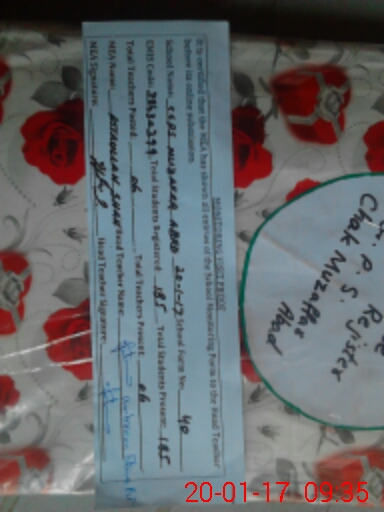 MONITORING VISIT PROOF
It is certified that the MEA has shown all entries of the School Monitoring Form to the Head Teacher
before its online submission.
School Name: GGPS MUZAFAR ABAD 20-1-17 School Form No: 40
EMIS Code: Total Students Registered: 185 Total Students Present: 185
Total Teachers Posted: 06 Total Teachers Present: 06
MEA Name: Head Teacher Name:
MEA Signature: Head Teacher Signature:
P. S.
Chak Muzaffar
Abad
Register
20-01-17 09:35